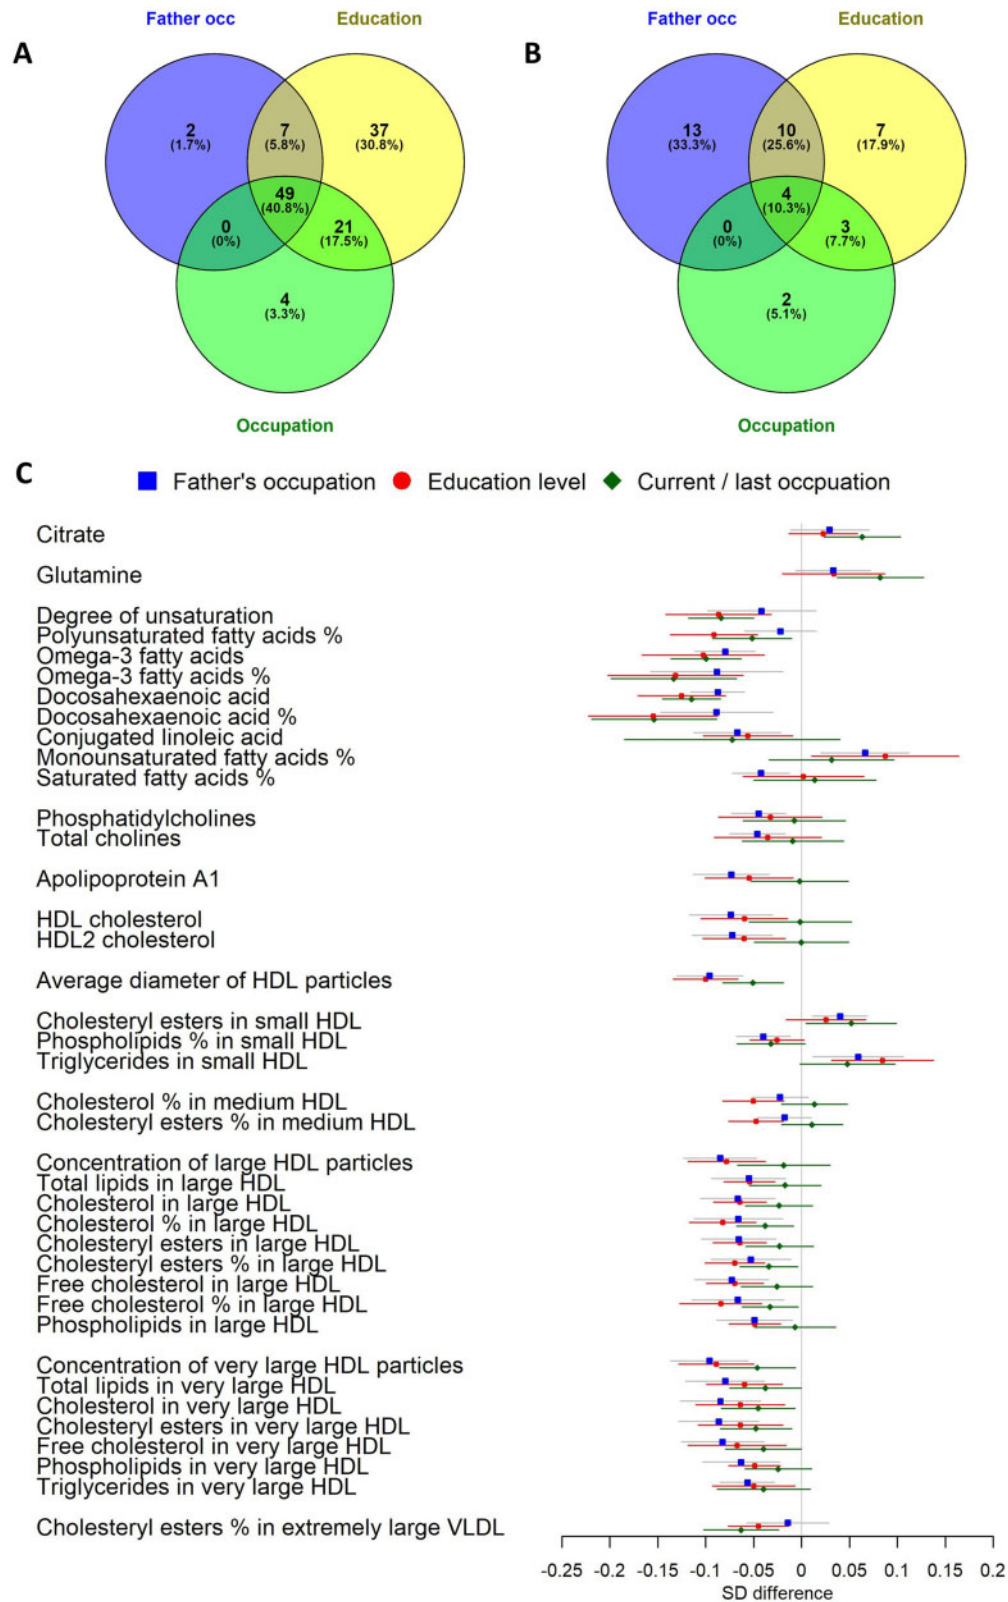 Father occ Education Father occ Education
A B
2 7 37 13 10 7
(1.7%) (5.8%) (30.8%) (33.3%) (25.6%) (17.9%)
49 4
(40.8%) (10.3%)
0 21 0 3
(0%) (17.5%) (0%) (7.7%)
4 2
(3.3%) (5.1%)
Occupation Occupation
C
Father's occupation Education level Current / last occpuation
Citrate
Glutamine
Degree of unsaturation
Polyunsaturated fatty acids %
Omega-3 fatty acids
Omega-3 fatty acids %
Docosahexaenoic acid
Docosahexaenoic acid %
Conjugated linoleic acid
Monounsaturated fatty acids %
Saturated fatty acids %
Phosphatidylcholines
Total cholines
Apolipoprotein A1
HDL cholesterol
HDL2 cholesterol
Average diameter of HDL particles
Cholesteryl esters in small HDL
Phospholipids % in small HDL
Triglycerides in small HDL
Cholesterol % in medium HDL
Cholesteryl esters % in medium HDL
Concentration of large HDL particles
Total lipids in large HDL
Cholesterol in large HDL
Cholesterol % in large HDL
Cholesteryl esters in large HDL
Cholesteryl esters % in large HDL
Free cholesterol in large HDL
Free cholesterol % in large HDL
Phospholipids in large HDL
Concentration of very large HDL particles
Total lipids in very large HDL
Cholesterol in very large HDL
Cholesteryl esters in very large HDL
Free cholesterol in very large HDL
Phospholipids in very large HDL
Triglycerides in very large HDL
Cholesteryl esters % in extremely large VLDL
-0.25 -0.2 -0.15 -0.1 -0.05 0 0.05 0.1 0.15 0.2
SD difference